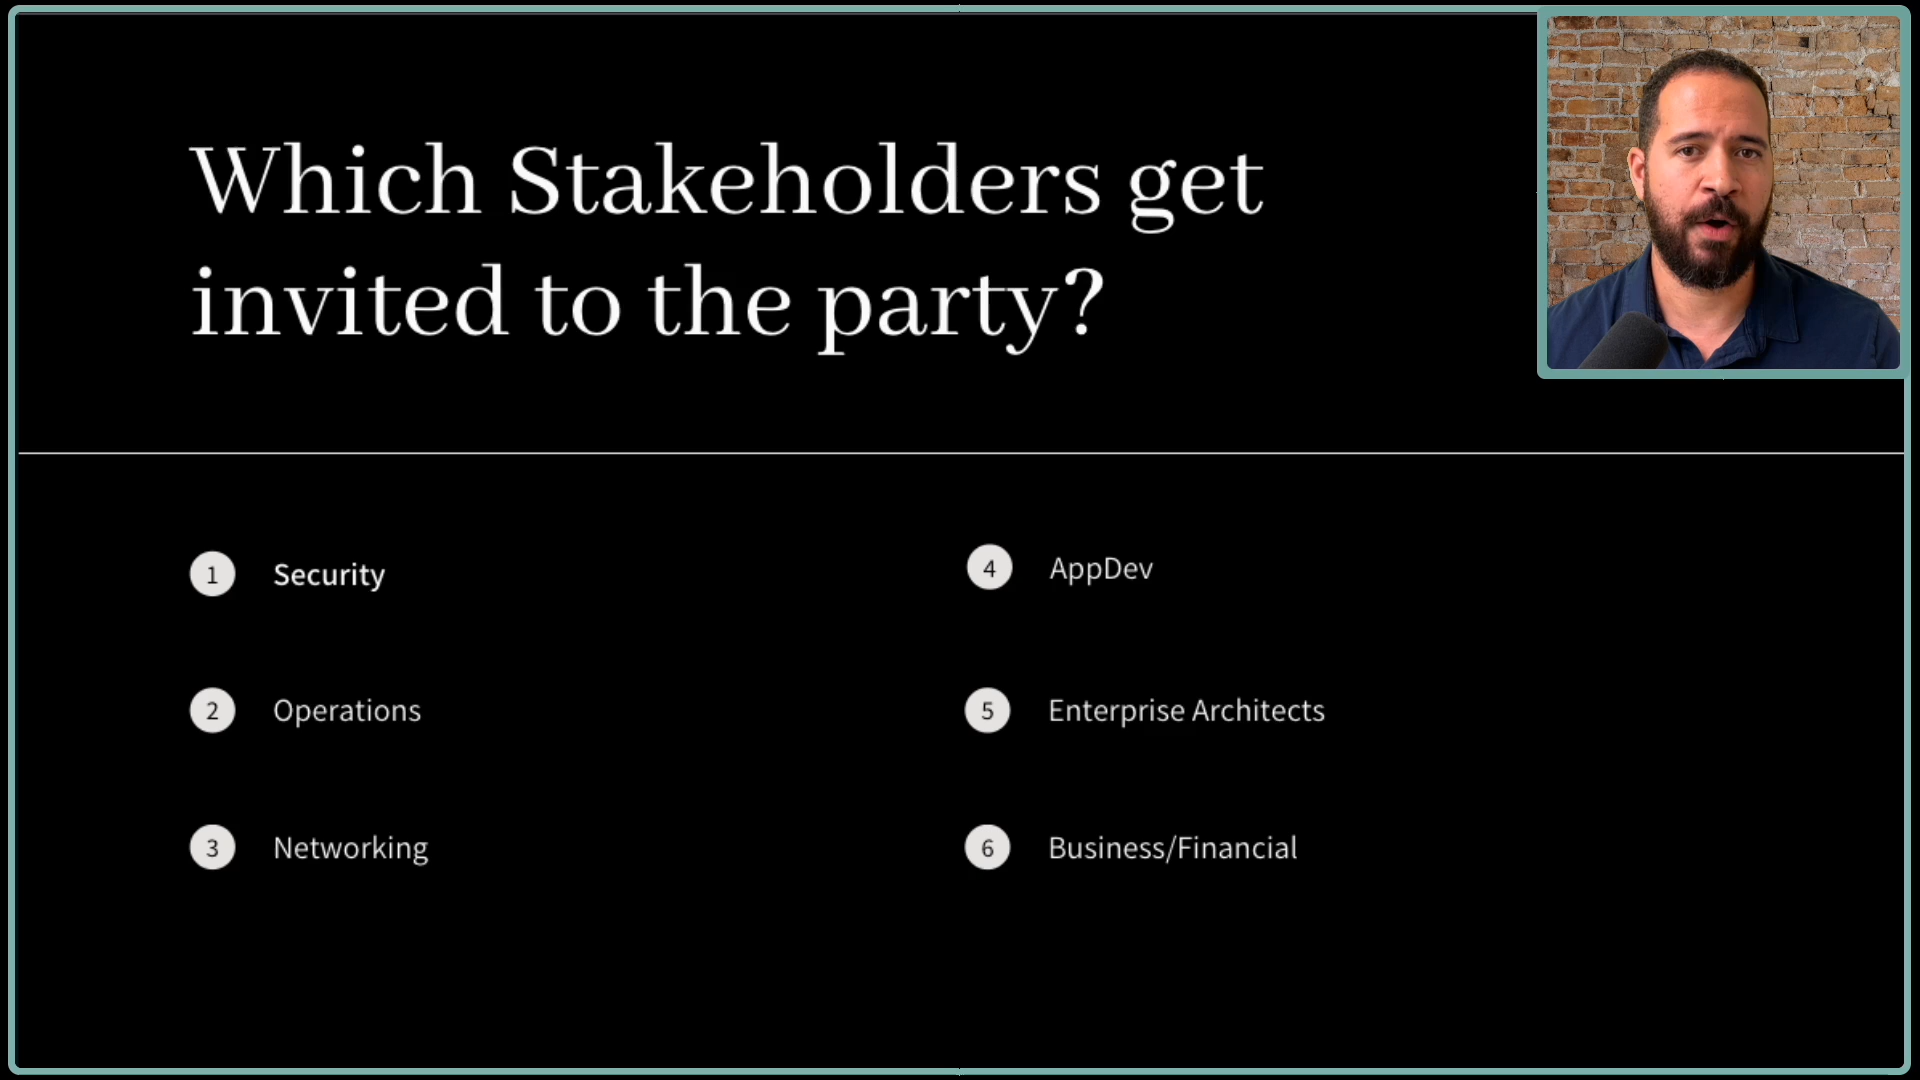 Which Stakeholders get
invited to the party?
1 Security
2 Operations
3 Networking
4 AppDev
5 Enterprise Architects
6 Business/Financial